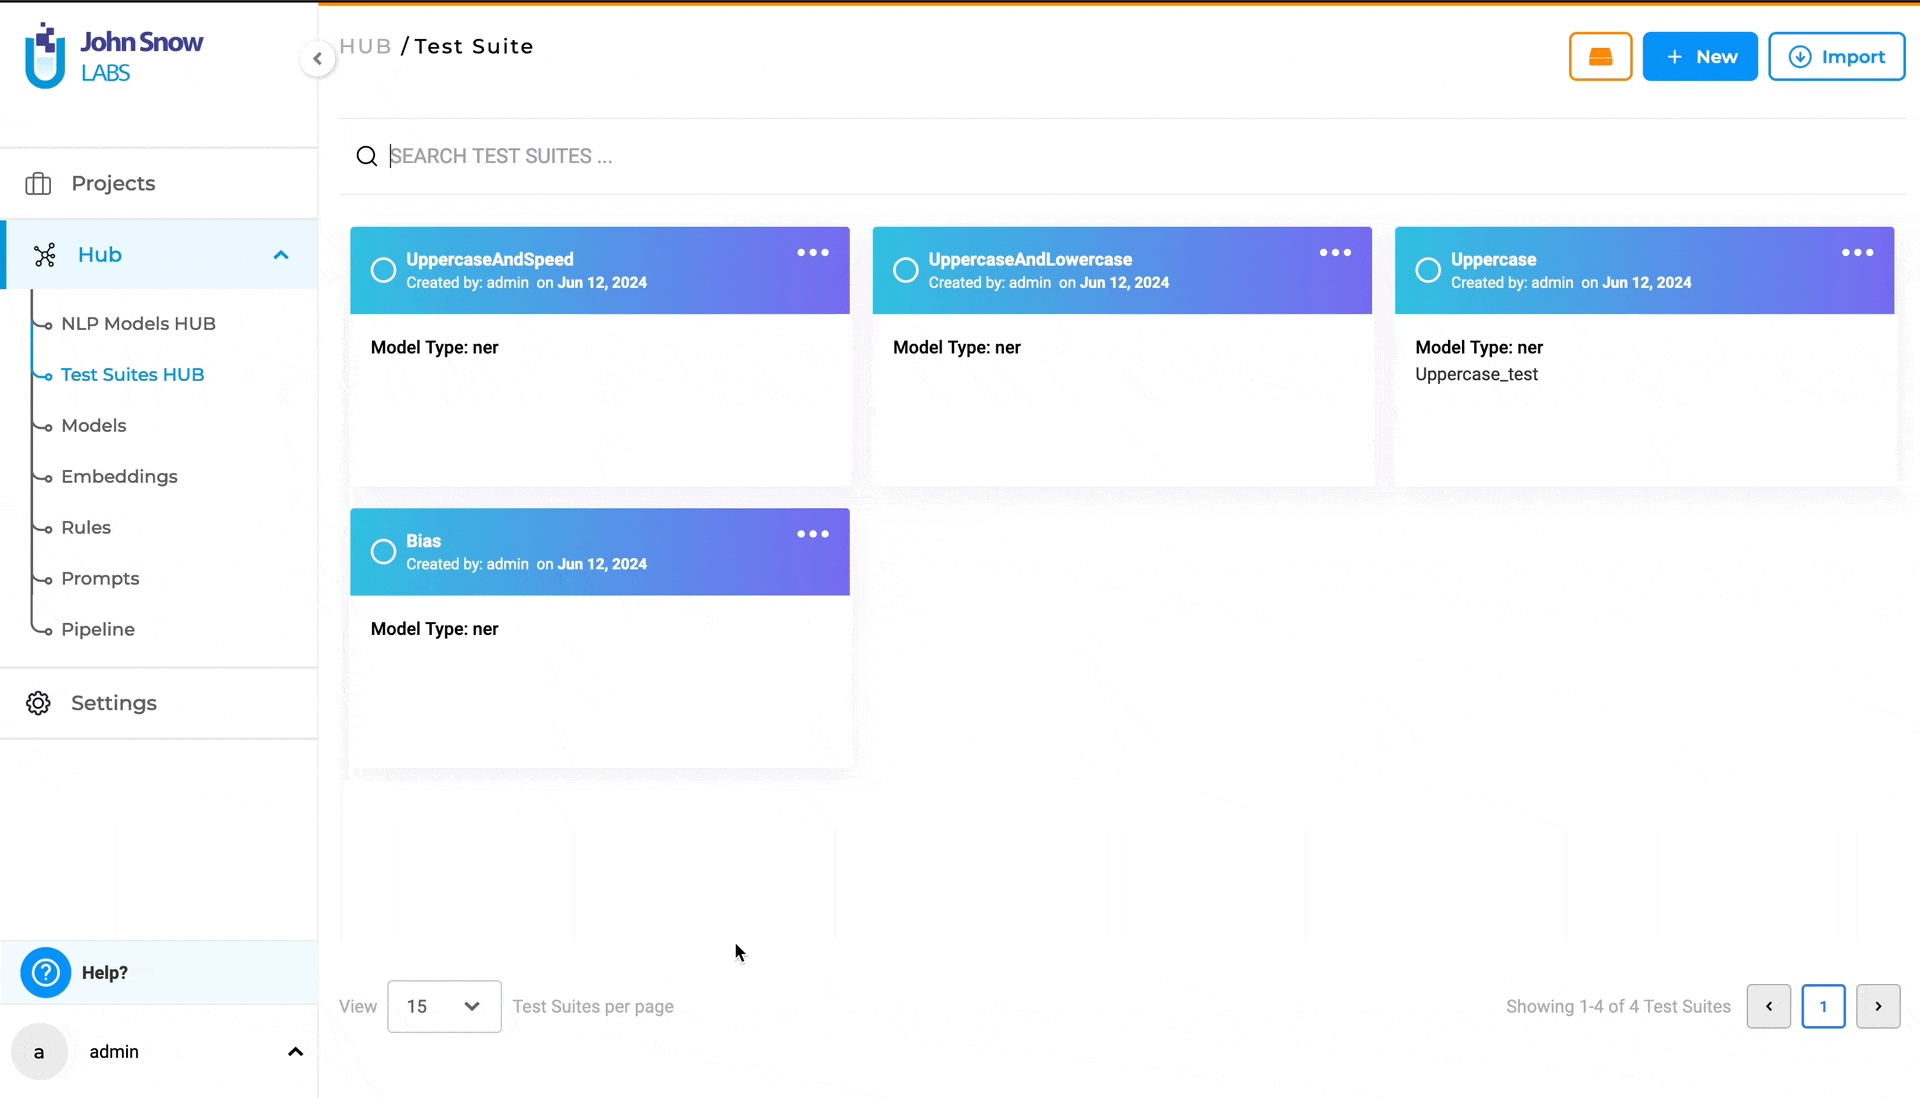 John Snow
LABS
HUB / Test Suite
New
Import
SEARCH TEST SUITES ...
Projects
Hub
NLP Models HUB
Test Suites HUB
Models
Embeddings
Rules
Prompts
Pipeline
Settings
UppercaseAndSpeed
Created by: admin on Jun 12, 2024
Model Type: ner
UppercaseAndLowercase
Created by: admin on Jun 12, 2024
Model Type: ner
Uppercase
Created by: admin on Jun 12, 2024
Model Type: ner
Uppercase_test
Bias
Created by: admin on Jun 12, 2024
Model Type: ner
Help?
a admin
View 15 Test Suites per page
Showing 1-4 of 4 Test Suites
1